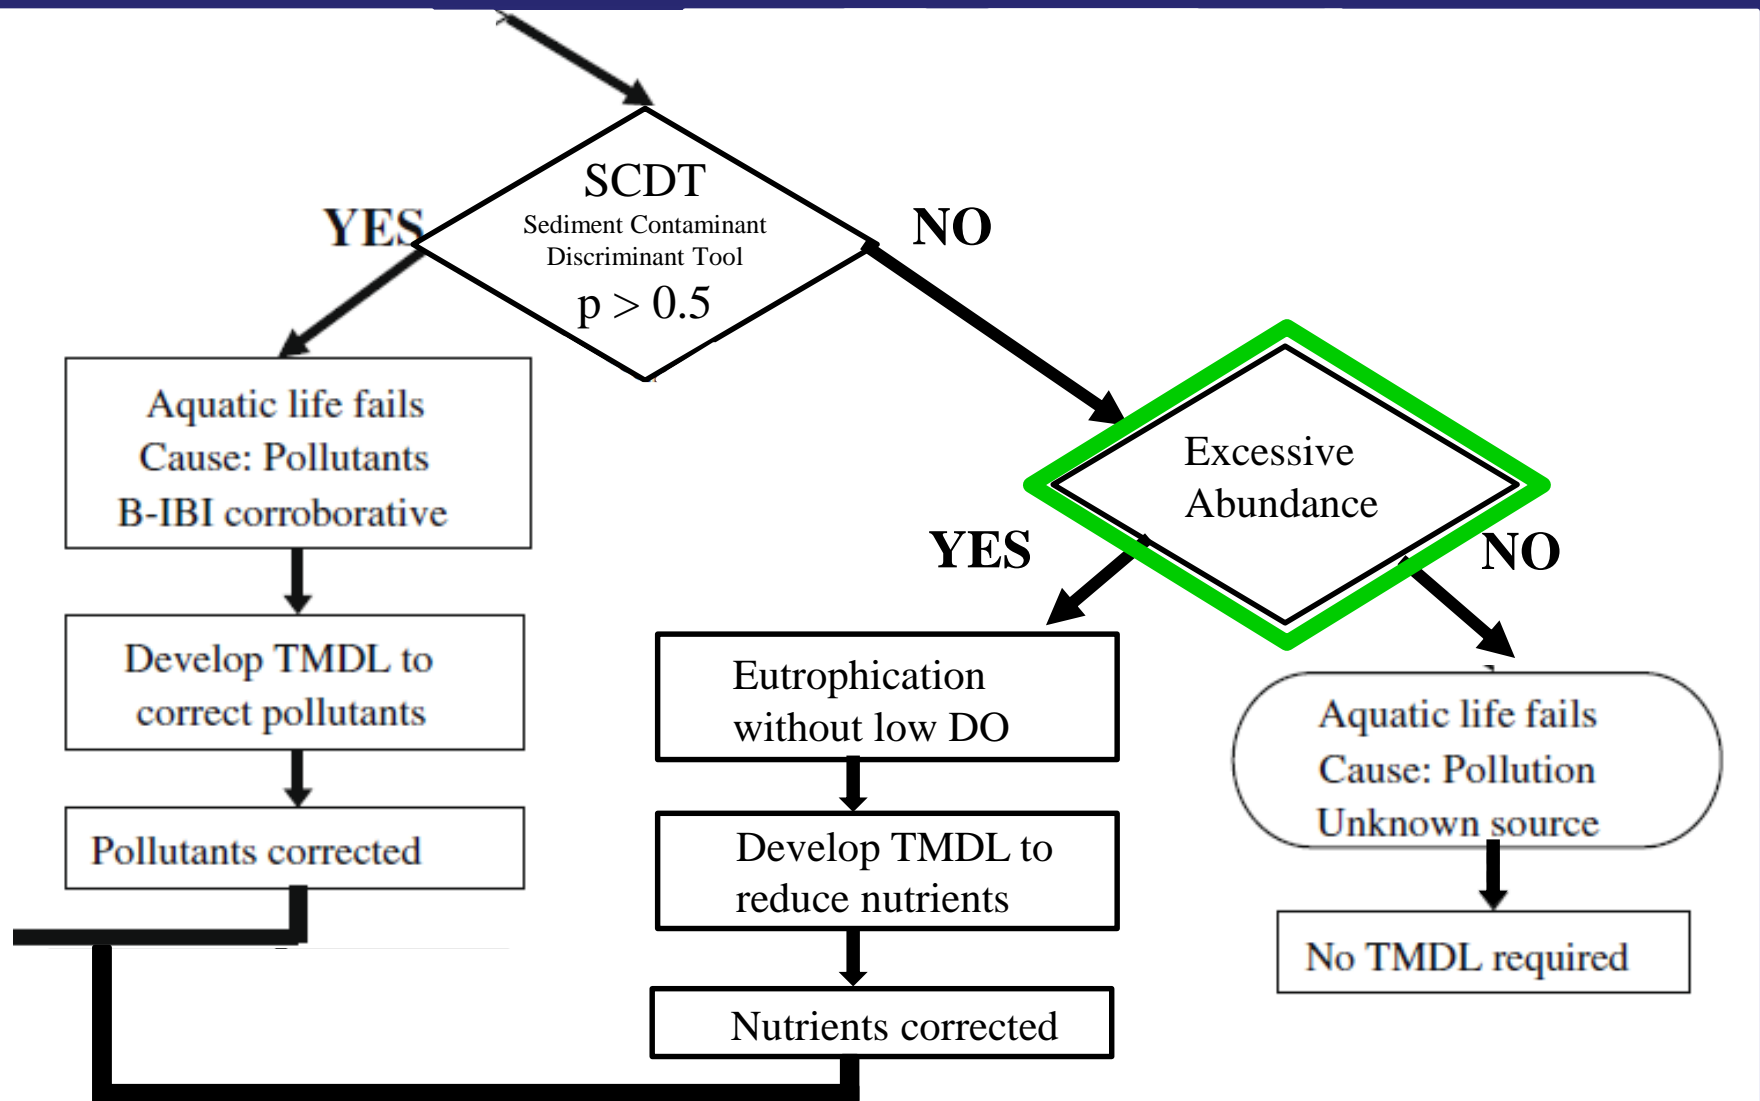 SCDT
Sediment Contaminant
Discriminant Tool
p > 0.5
YES
NO
Aquatic life fails
Cause: Pollutants
B-IBI corroborative
Develop TMDL to
correct pollutants
Pollutants corrected
Excessive
Abundance
YES
NO
Eutrophication
without low DO
Develop TMDL to
reduce nutrients
Nutrients corrected
Aquatic life fails
Cause: Pollution
Unknown source
No TMDL required